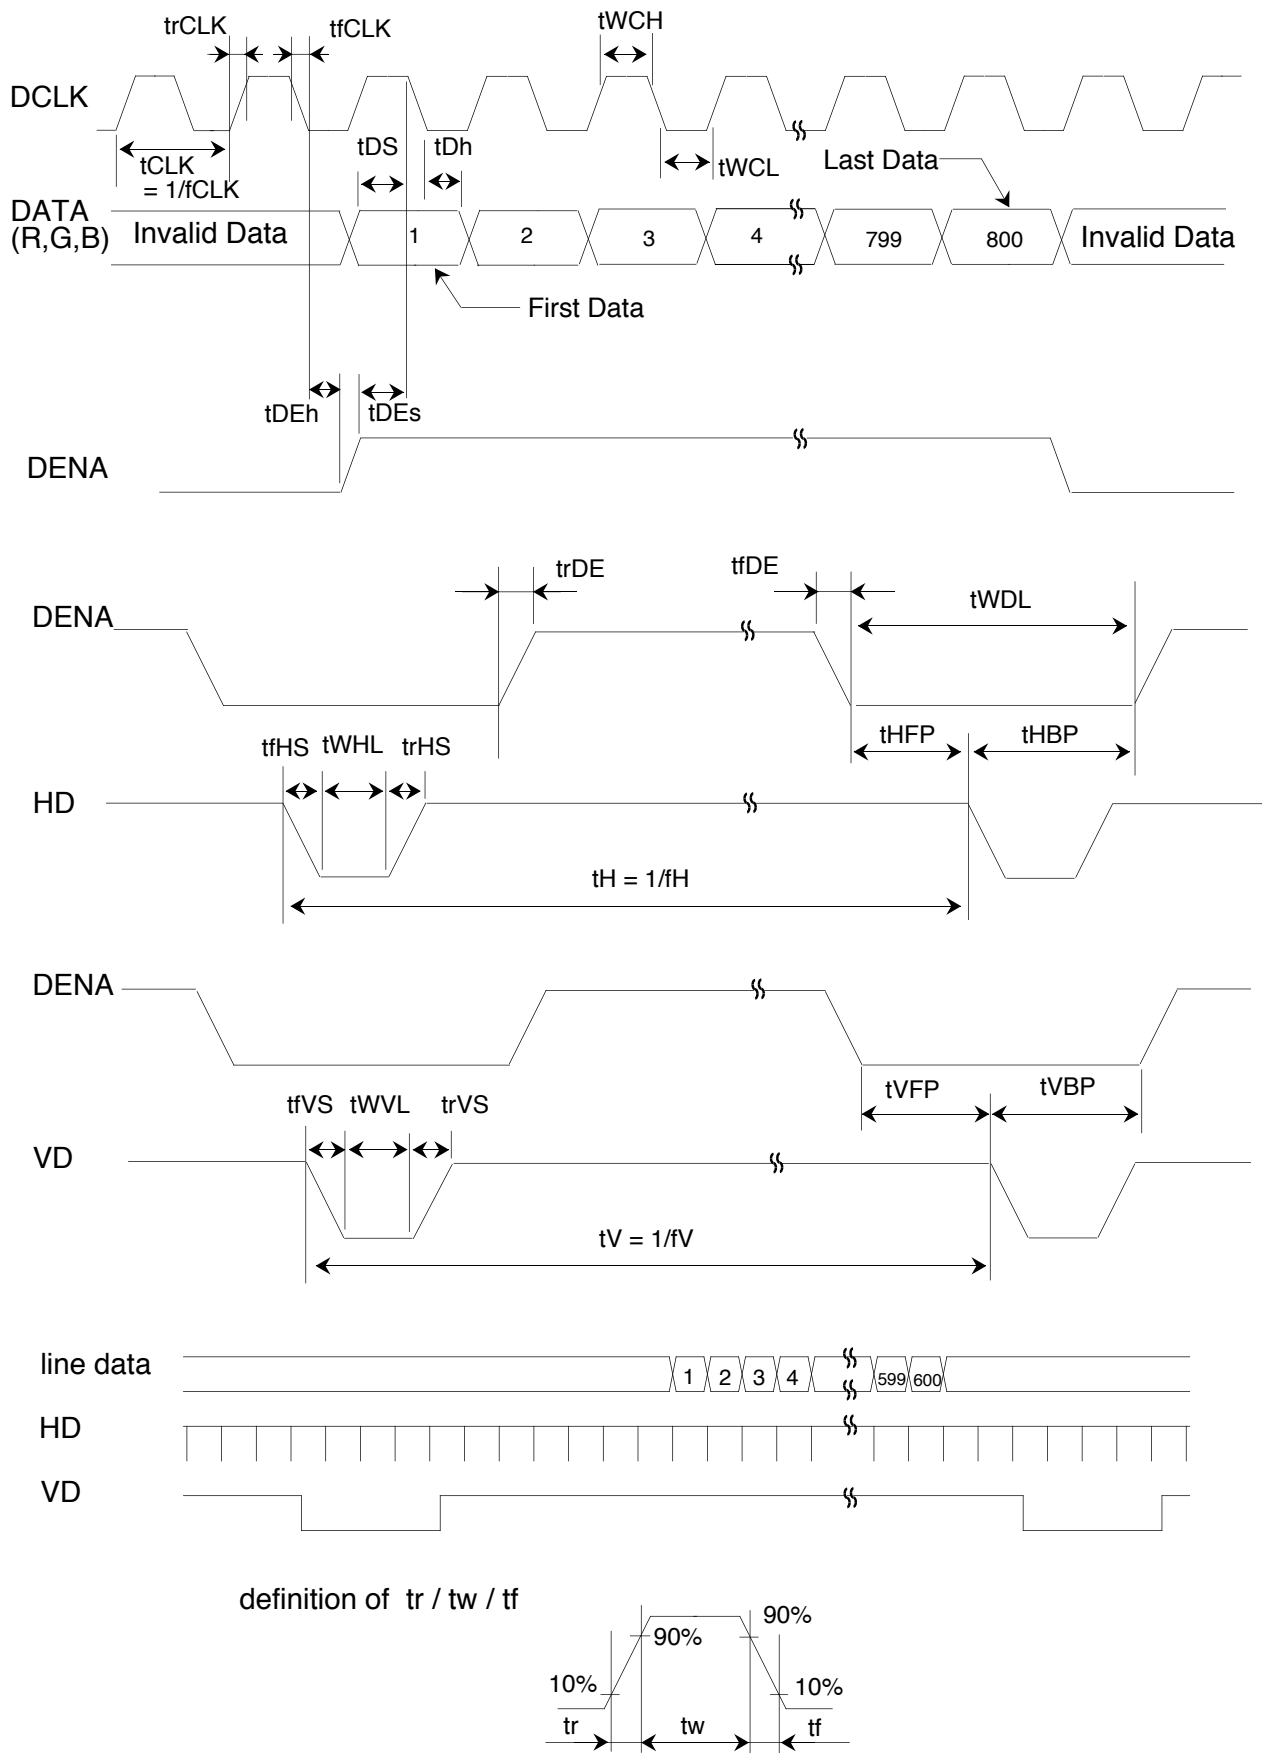 trCLK tfCLK tWCH
DCLK
tCLK
= 1/fCLK
tDS tDh
tWCL
Last Data
DATA
(R,G,B)
Invalid Data 1 2 3 4 799 800 Invalid Data
First Data
tDEh tDEs
DENA
trDE tfDE
tWDL
DENA
tHFP tHBP
tfHS tWHL trHS
HD
tH = 1/fH
DENA
tVFP tVBP
tfVS tWVL trVS
VD
tV = 1/fV
line data 1 2 3 4 599 600
HD
VD
definition of tr / tw / tf
90%
90%
10% 10%
tr tw tf